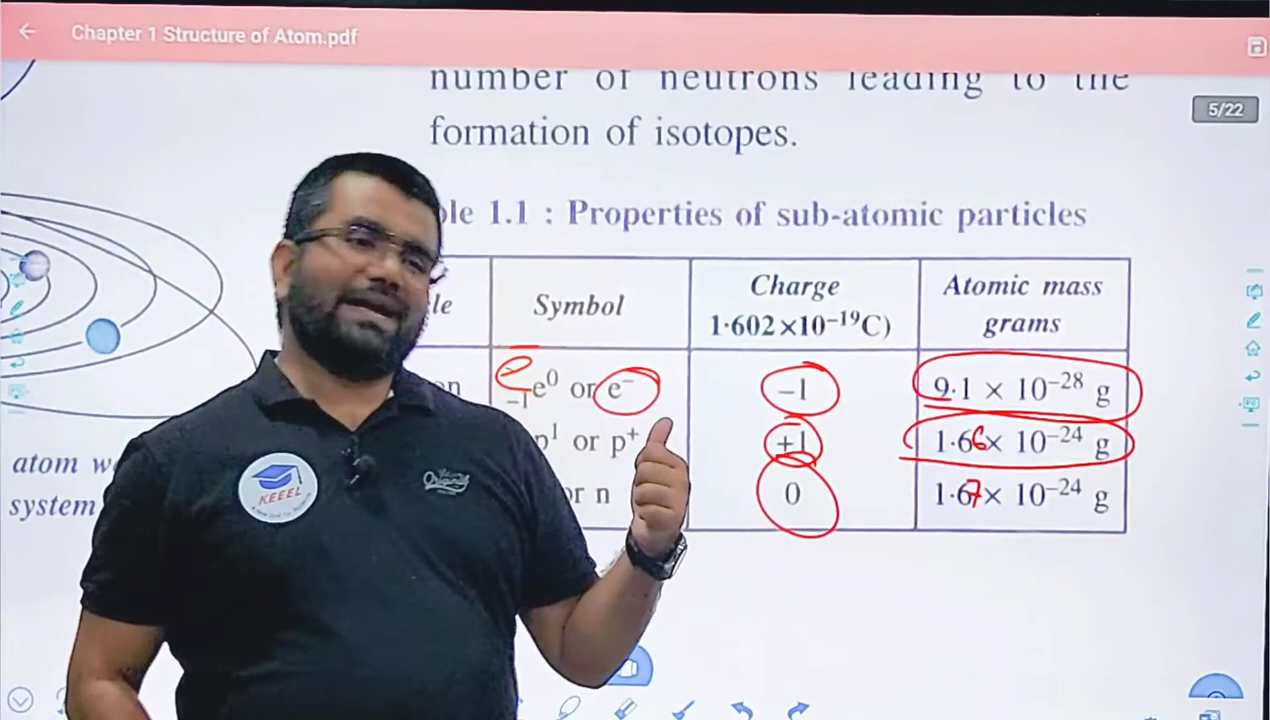 Chapter 1 Structure of Atom.pdf
5/22
number of neutrons leading to the
formation of isotopes.
1.1 : Properties of sub-atomic particles
Symbol
Charge
1·602×10⁻¹⁹C)
Atomic mass
grams
₋₁e⁰ or e⁻
–1
9·1 × 10⁻²⁸ g
p¹ or p⁺
+1
1·66× 10⁻²⁴ g
or n
0
1·67× 10⁻²⁴ g
atom
system
KEEEL
Original